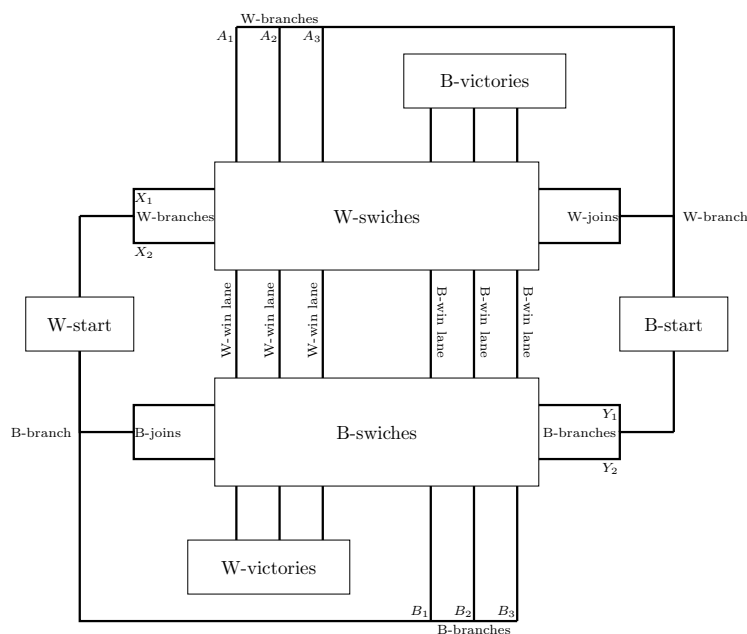 W-branches
A1 A2 A3
B-victories
X1
W-branches
X2
W-swiches
W-joins
W-branch
W-start
W-win lane
W-win lane
W-win lane
B-win lane
B-win lane
B-win lane
B-start
B-branch
B-joins
B-swiches
Y1
B-branches
Y2
W-victories
B1 B2 B3
B-branches